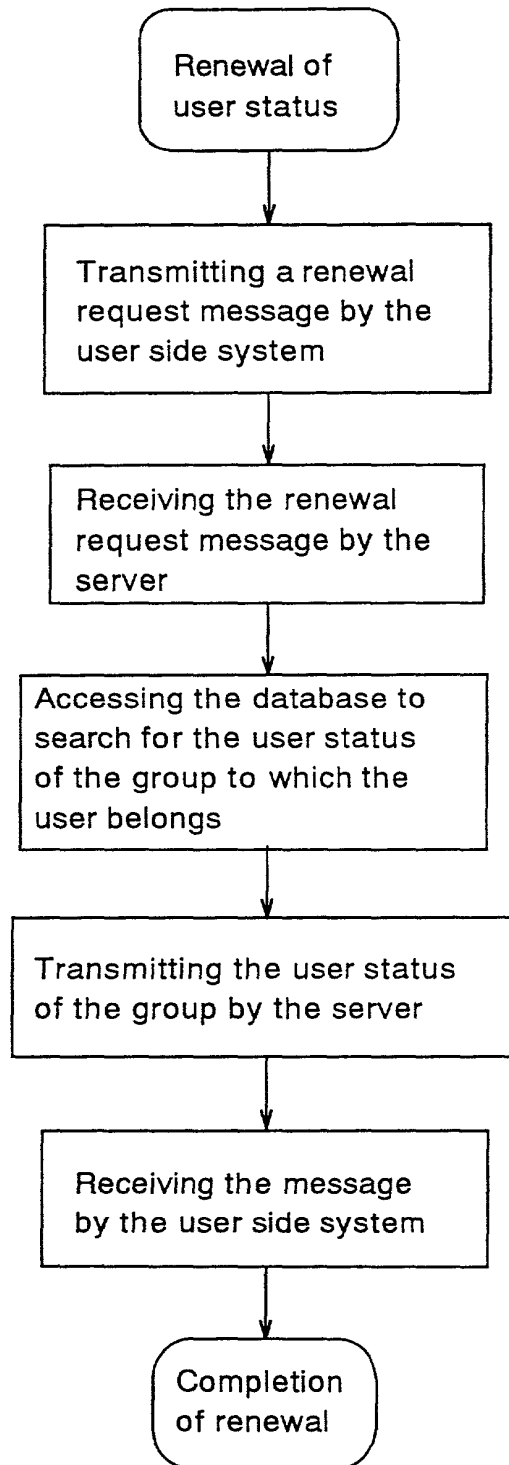 Renewal of
user status
Transmitting a renewal
request message by the
user side system
Receiving the renewal
request message by the
server
Accessing the database to
search for the user status
of the group to which the
user belongs
Transmitting the user status
of the group by the server
Receiving the message
by the user side system
Completion
of renewal